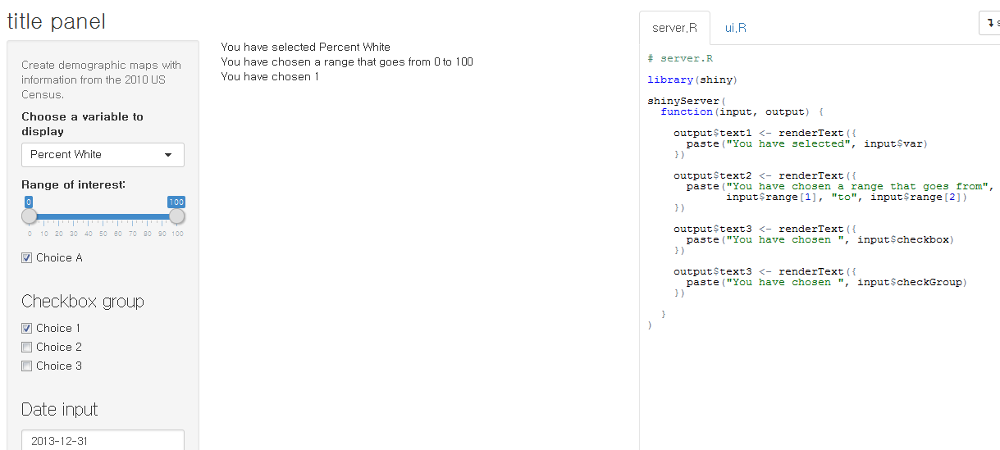 title panel
Create demographic maps with
information from the 2010 US
Census.
Choose a variable to
display
Percent White
Range of interest:
0 100
0 10 20 30 40 50 60 70 80 90 100
Choice A
Checkbox group
Choice 1
Choice 2
Choice 3
Date input
2013-12-31
You have selected Percent White
You have chosen a range that goes from 0 to 100
You have chosen 1
server.R ui.R
# server.R
library(shiny)
shinyServer(
function(input, output) {
output$text1 <- renderText({
paste("You have selected", input$var)
})
output$text2 <- renderText({
paste("You have chosen a range that goes from",
input$range[1], "to", input$range[2])
})
output$text3 <- renderText({
paste("You have chosen ", input$checkbox)
})
output$text3 <- renderText({
paste("You have chosen ", input$checkGroup)
})
}
)